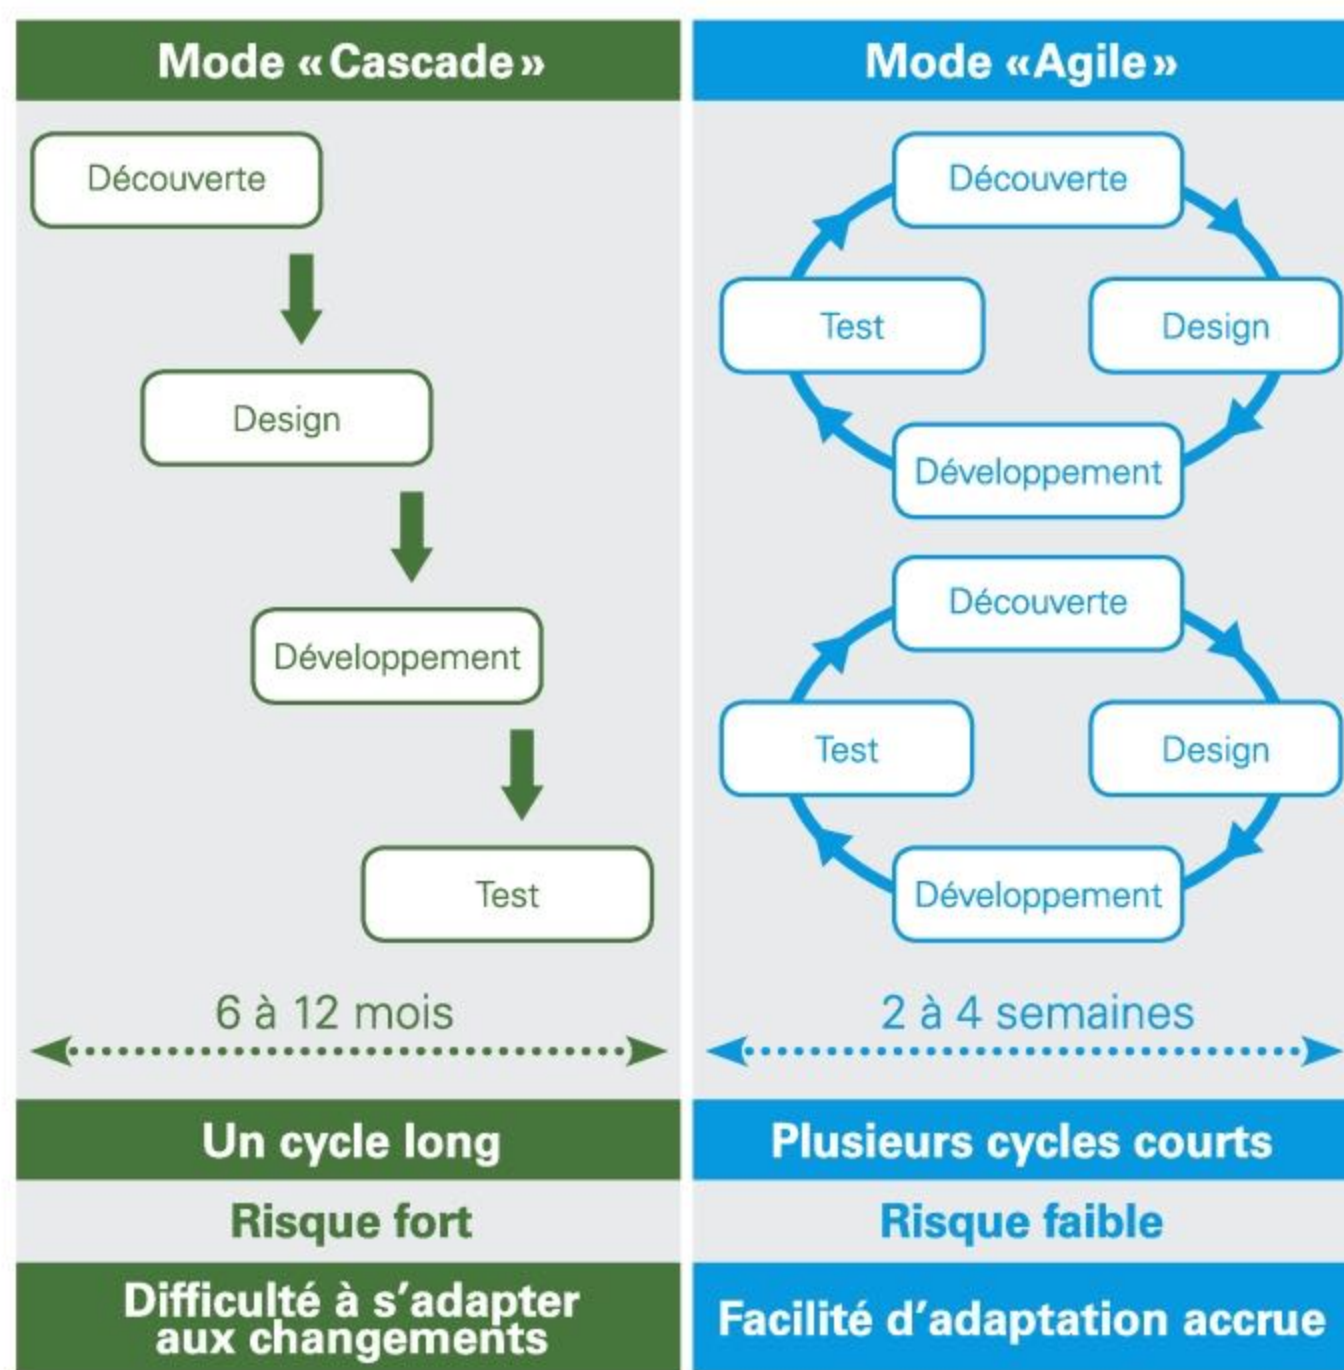 Mode «Cascade»
Découverte
Design
Développement
Test
6 à 12 mois
Un cycle long
Risque fort
Difficulté à s’adapter
aux changements
Mode «Agile»
Découverte
Test
Design
Développement
Découverte
Test
Design
Développement
2 à 4 semaines
Plusieurs cycles courts
Risque faible
Facilité d’adaptation accrue